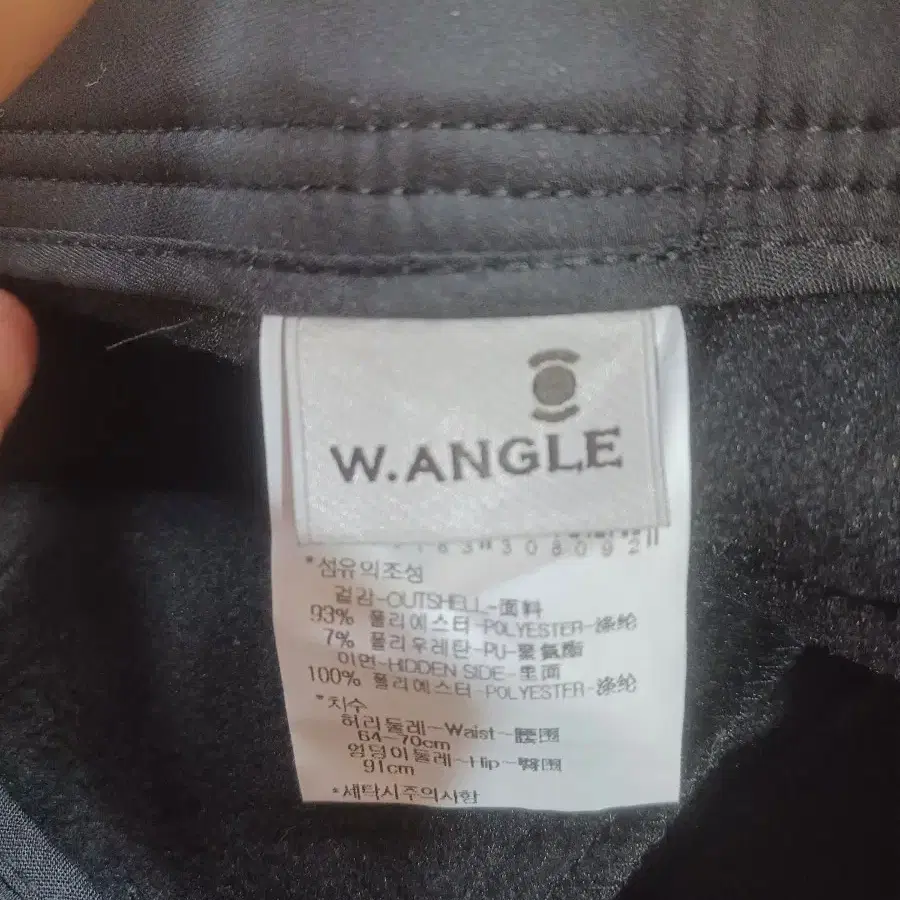 W.ANGLE
308092
*섬유의조성
겉감-OUTSHELL-面料
93% 폴리에스터-POLYESTER-涤纶
7% 폴리우레탄-PU-聚氨酯
이면-HIDDEN SIDE-里面
100% 폴리에스터-POLYESTER-涤纶
*치수
허리둘레-Waist-腰围
64~70cm
엉덩이둘레-Hip-臀围
91cm
*세탁시주의사항